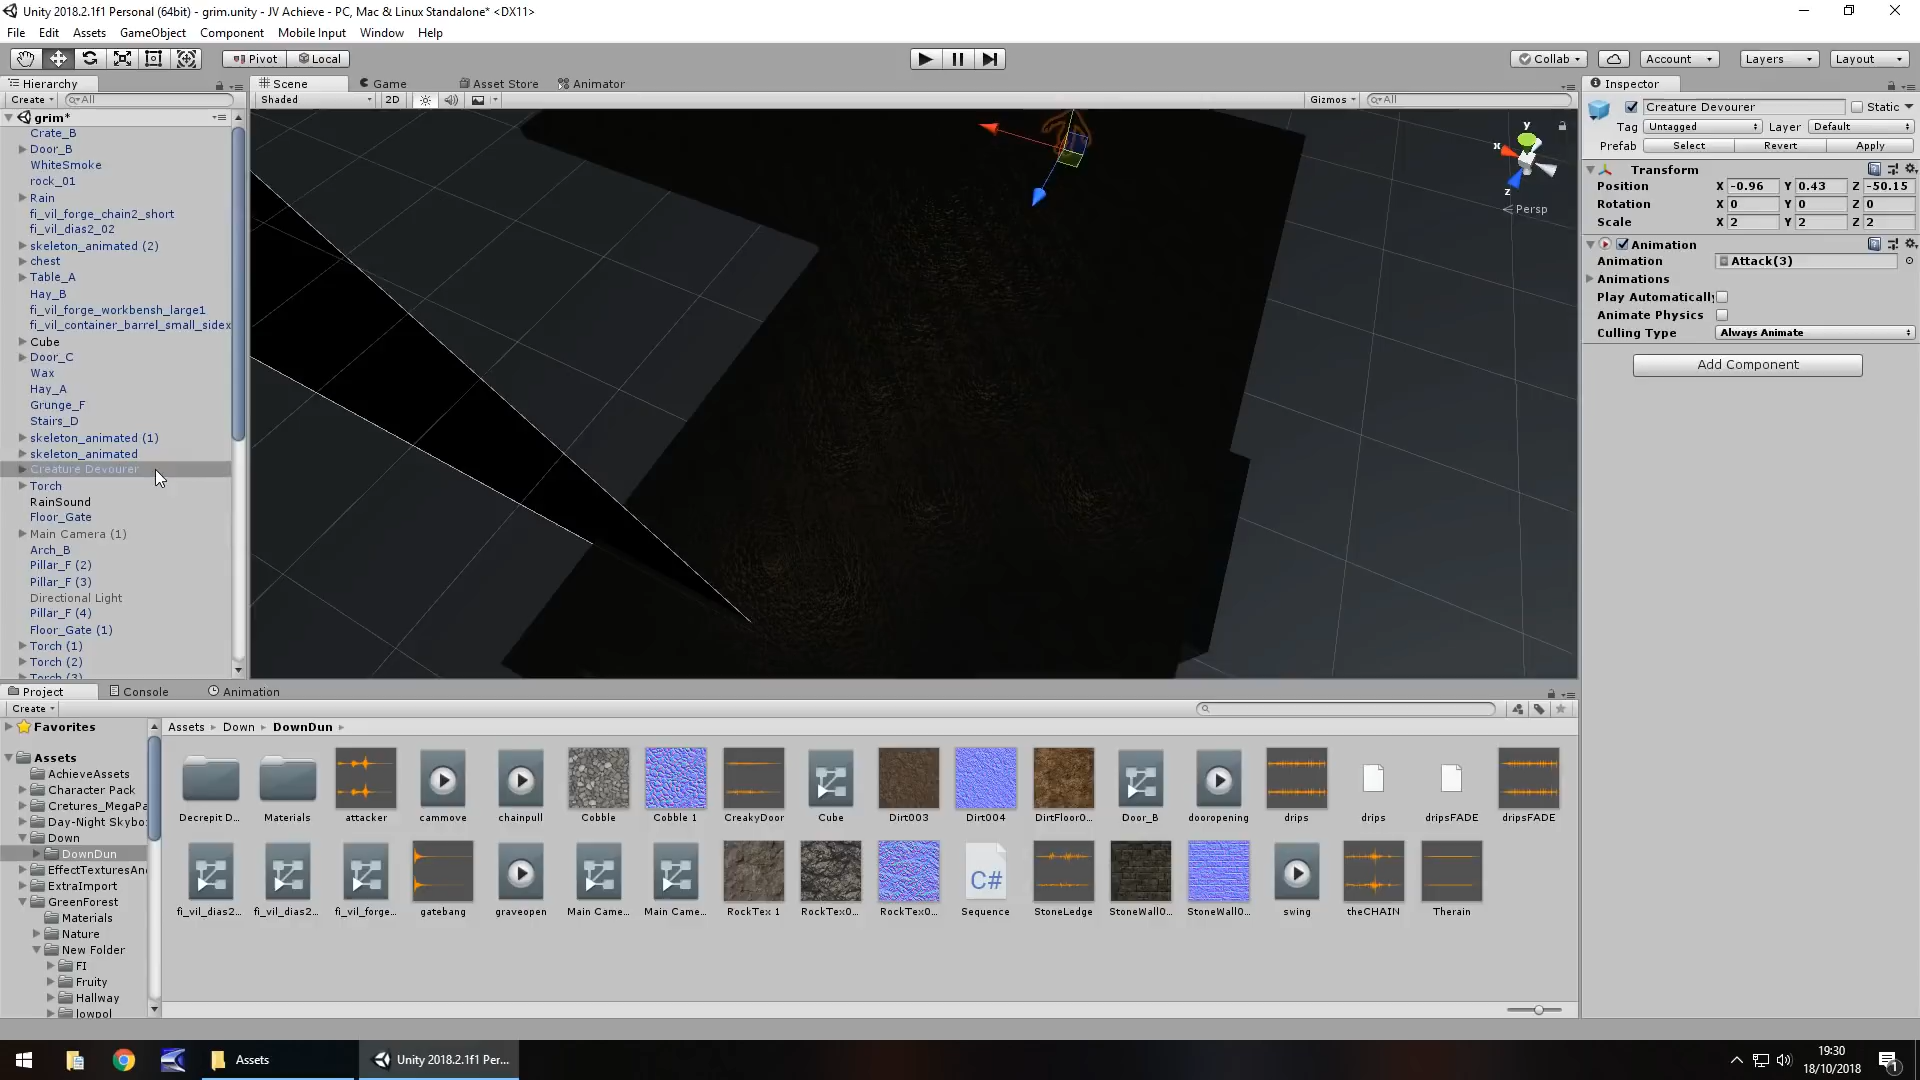 Unity 2018.2.1f1 Personal (64bit) - grim.unity - JV Achieve - PC, Mac & Linux Standalone* <DX11>
File Edit Assets GameObject Component Mobile Input Window Help
Pivot Local Collab Account Layers Layout
Hierarchy Scene Game Asset Store Animator Inspector
Create All Shaded 2D Gizmos All
grim*
Crate_B
Door_B
WhiteSmoke
rock_01
Rain
fi_vil_forge_chain2_short
fi_vil_dias2_02
skeleton_animated (2)
chest
Table_A
Hay_B
fi_vil_forge_workbensh_large1
fi_vil_container_barrel_small_sidex
Cube
Door_C
Wax
Hay_A
Grunge_F
Stairs_D
skeleton_animated (1)
skeleton_animated
Creature Devourer
Torch
RainSound
Floor_Gate
Main Camera (1)
Arch_B
Pillar_F (2)
Pillar_F (3)
Directional Light
Pillar_F (4)
Floor_Gate (1)
Torch (1)
Torch (2)
Torch (3)
y
x
z
Persp
Creature Devourer Static
Tag Untagged Layer Default
Prefab Select Revert Apply
Transform
Position X -0.96 Y 0.43 Z -50.15
Rotation X 0 Y 0 Z 0
Scale X 2 Y 2 Z 2
Animation
Animation Attack(3)
Animations
Play Automatically
Animate Physics
Culling Type Always Animate
Add Component
Project Console Animation
Create
Favorites
Assets
AchieveAssets
Character Pack
Cretures_MegaPa
Day-Night Skybo
Down
DownDun
EffectTexturesAn
ExtraImport
GreenForest
Materials
Nature
New Folder
FI
Fruity
Hallway
lowpol
Assets Down DownDun
Decrepit D... Materials attacker cammove chainpull Cobble Cobble 1 CreakyDoor Cube Dirt003 Dirt004 DirtFloor0... Door_B dooropening drips drips dripsFADE dripsFADE
C#
fi_vil_dias2... fi_vil_dias2... fi_vil_forge... gatebang graveopen Main Came... Main Came... RockTex 1 RockTex0... RockTex0... Sequence StoneLedge StoneWall0... StoneWall0... swing theCHAIN Therain
Assets Unity 2018.2.1f1 Per...
19:30
18/10/2018
1